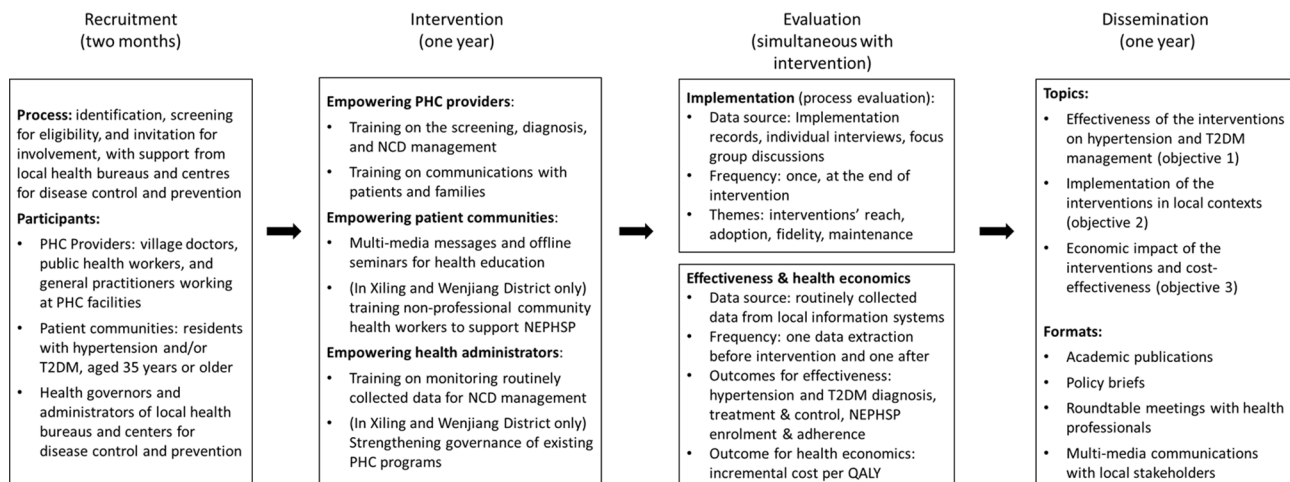 Recruitment
(two months)
Process: identification, screening
for eligibility, and invitation for
involvement, with support from
local health bureaus and centres
for disease control and prevention
Participants:
• PHC Providers: village doctors,
public health workers, and
general practitioners working
at PHC facilities
• Patient communities: residents
with hypertension and/or
T2DM, aged 35 years or older
• Health governors and
administrators of local health
bureaus and centers for
disease control and prevention
Intervention
(one year)
Empowering PHC providers:
• Training on the screening, diagnosis,
and NCD management
• Training on communications with
patients and families
Empowering patient communities:
• Multi-media messages and offline
seminars for health education
• (In Xiling and Wenjiang District only)
training non-professional community
health workers to support NEPHSP
Empowering health administrators:
• Training on monitoring routinely
collected data for NCD management
• (In Xiling and Wenjiang District only)
Strengthening governance of existing
PHC programs
Evaluation
(simultaneous with
intervention)
Implementation (process evaluation):
• Data source: Implementation
records, individual interviews, focus
group discussions
• Frequency: once, at the end of
intervention
• Themes: interventions' reach,
adoption, fidelity, maintenance
Effectiveness & health economics
• Data source: routinely collected
data from local information systems
• Frequency: one data extraction
before intervention and one after
• Outcomes for effectiveness:
hypertension and T2DM diagnosis,
treatment & control, NEPHSP
enrolment & adherence
• Outcome for health economics:
incremental cost per QALY
Dissemination
(one year)
Topics:
• Effectiveness of the interventions
on hypertension and T2DM
management (objective 1)
• Implementation of the
interventions in local contexts
(objective 2)
• Economic impact of the
interventions and cost-
effectiveness (objective 3)
Formats:
• Academic publications
• Policy briefs
• Roundtable meetings with health
professionals
• Multi-media communications
with local stakeholders